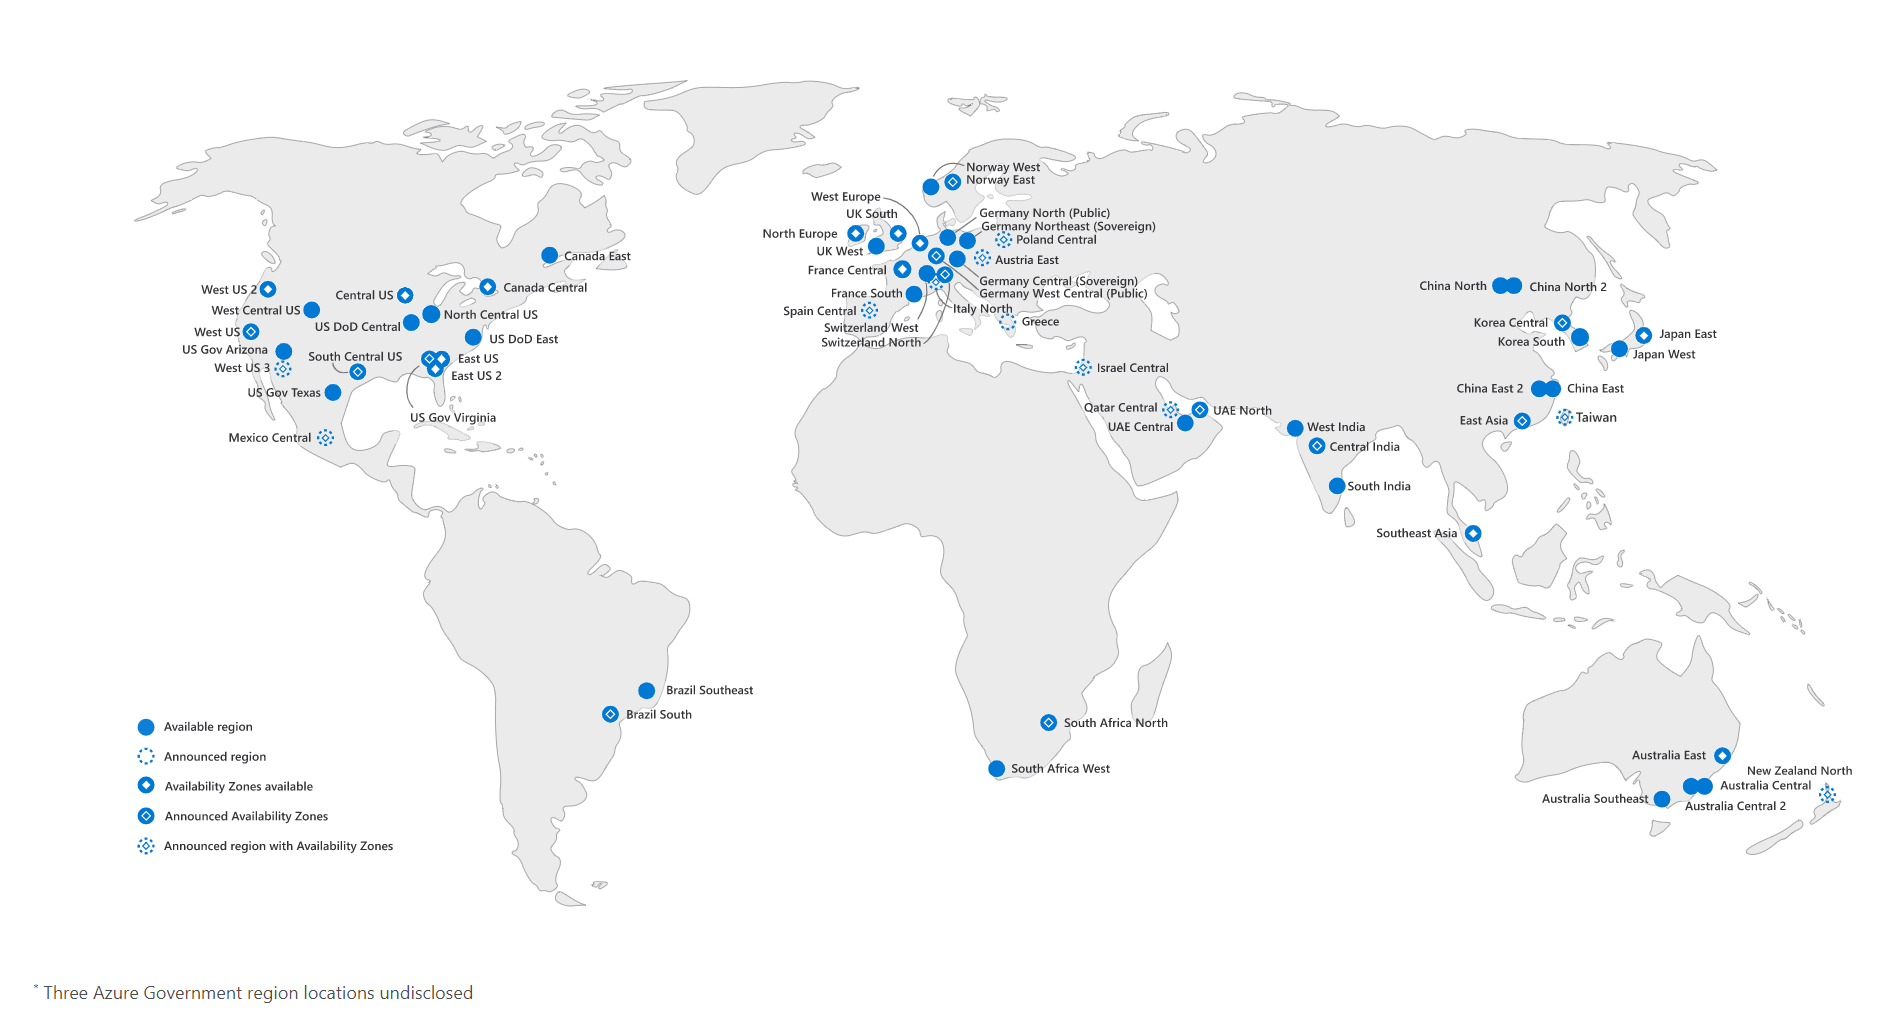 Norway West
Norway East
West Europe
UK South
North Europe
UK West
France Central
France South
Spain Central
Switzerland West
Switzerland North
Germany North (Public)
Germany Northeast (Sovereign)
Poland Central
Austria East
Germany Central (Sovereign)
Germany West Central (Public)
Italy North
Greece
Canada East
Canada Central
West US 2
Central US
West Central US
North Central US
US DoD Central
West US
US DoD East
US Gov Arizona
South Central US
East US
West US 3
East US 2
US Gov Texas
US Gov Virginia
Mexico Central
Israel Central
Qatar Central
UAE North
UAE Central
West India
Central India
South India
China North
China North 2
Korea Central
Korea South
Japan East
Japan West
China East 2
China East
East Asia
Taiwan
Southeast Asia
Brazil Southeast
Brazil South
South Africa North
South Africa West
Australia East
New Zealand North
Australia Central
Australia Southeast
Australia Central 2
Available region
Announced region
Availability Zones available
Announced Availability Zones
Announced region with Availability Zones
* Three Azure Government region locations undisclosed